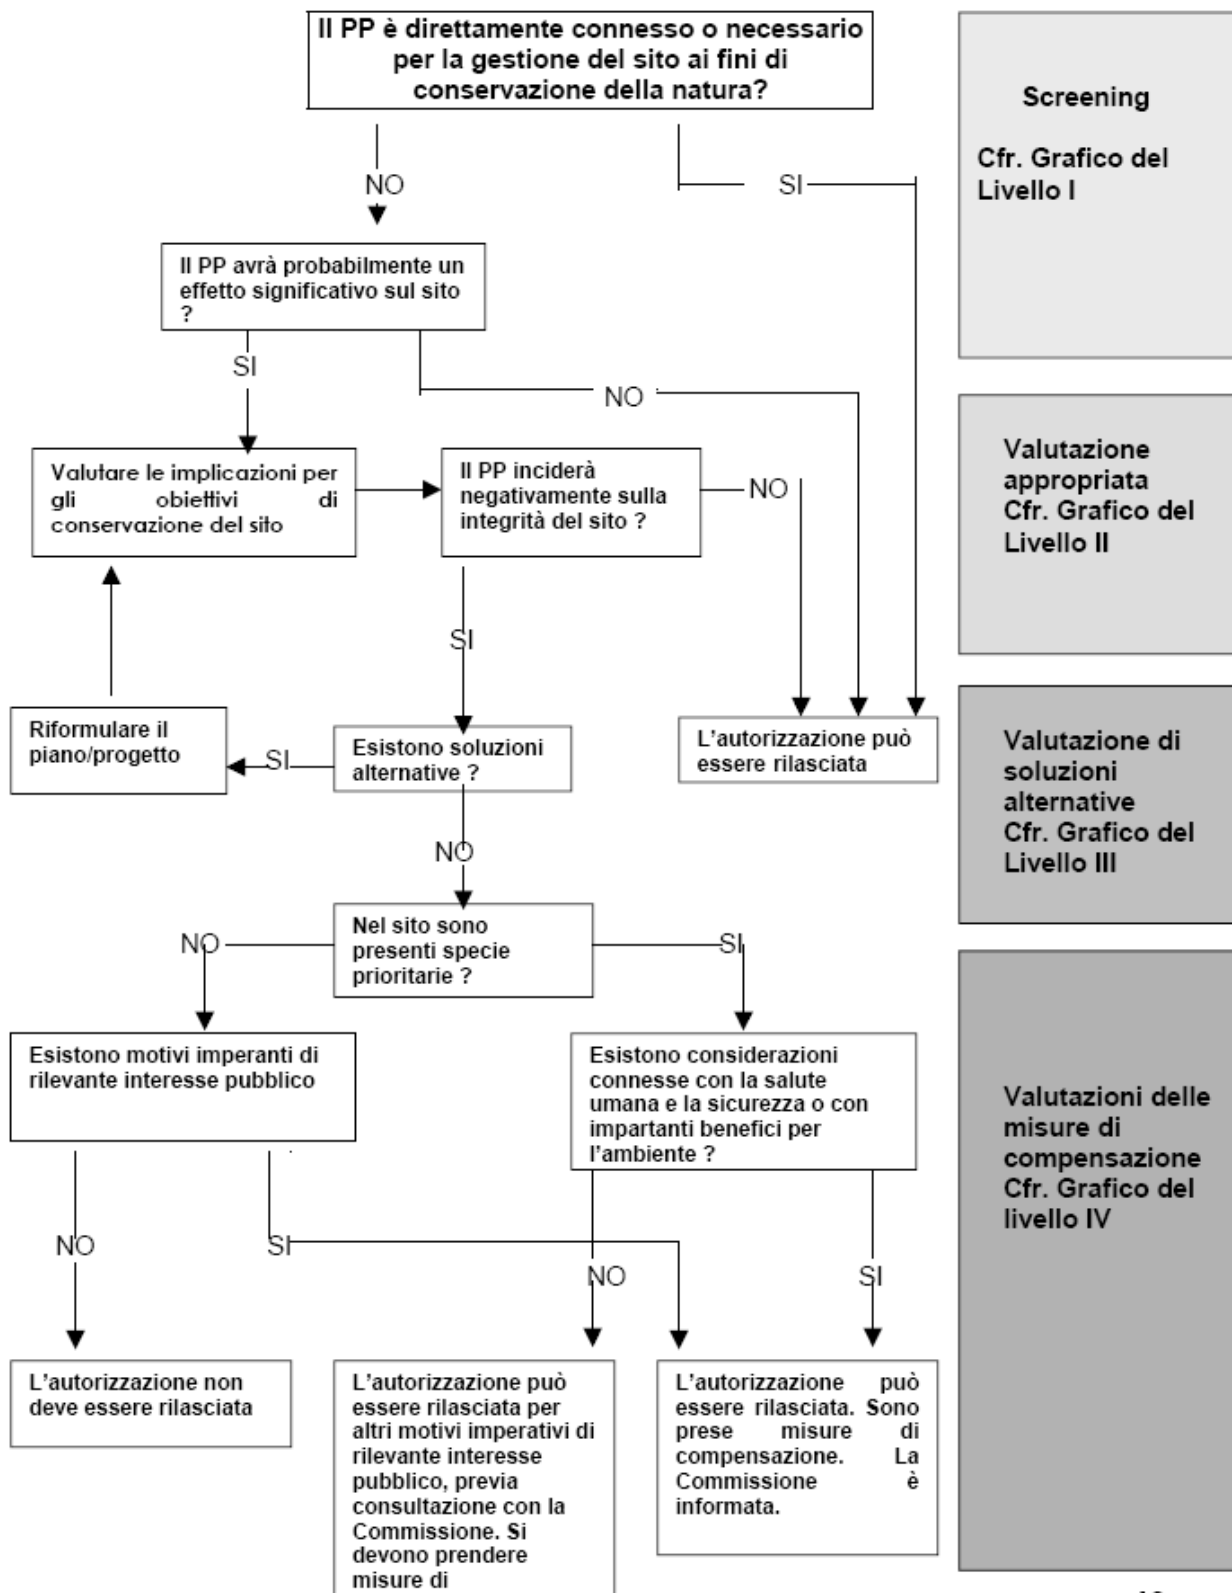 Il PP è direttamente connesso o necessario
per la gestione del sito ai fini di
conservazione della natura?
Screening
Cfr. Grafico del
Livello I
NO
SI
Il PP avrà probabilmente un
effetto significativo sul sito
?
SI
NO
Valutare le implicazioni per
gli obiettivi di
conservazione del sito
Il PP inciderà
negativamente sulla
integrità del sito ?
NO
Valutazione
appropriata
Cfr. Grafico del
Livello II
SI
Riformulare il
piano/progetto
SI
Esistono soluzioni
alternative ?
L'autorizzazione può
essere rilasciata
Valutazione di
soluzioni
alternative
Cfr. Grafico del
Livello III
NO
Nel sito sono
presenti specie
prioritarie ?
NO
SI
Esistono motivi imperanti di
rilevante interesse pubblico
Esistono considerazioni
connesse con la salute
umana e la sicurezza o con
impartanti benefici per
l'ambiente ?
Valutazioni delle
misure di
compensazione
Cfr. Grafico del
livello IV
NO
SI
NO
SI
L'autorizzazione non
deve essere rilasciata
L'autorizzazione può
essere rilasciata per
altri motivi imperativi di
rilevante interesse
pubblico, previa
consultazione con la
Commissione. Si
devono prendere
misure di
L'autorizzazione può
essere rilasciata. Sono
prese misure di
compensazione. La
Commissione è
informata.